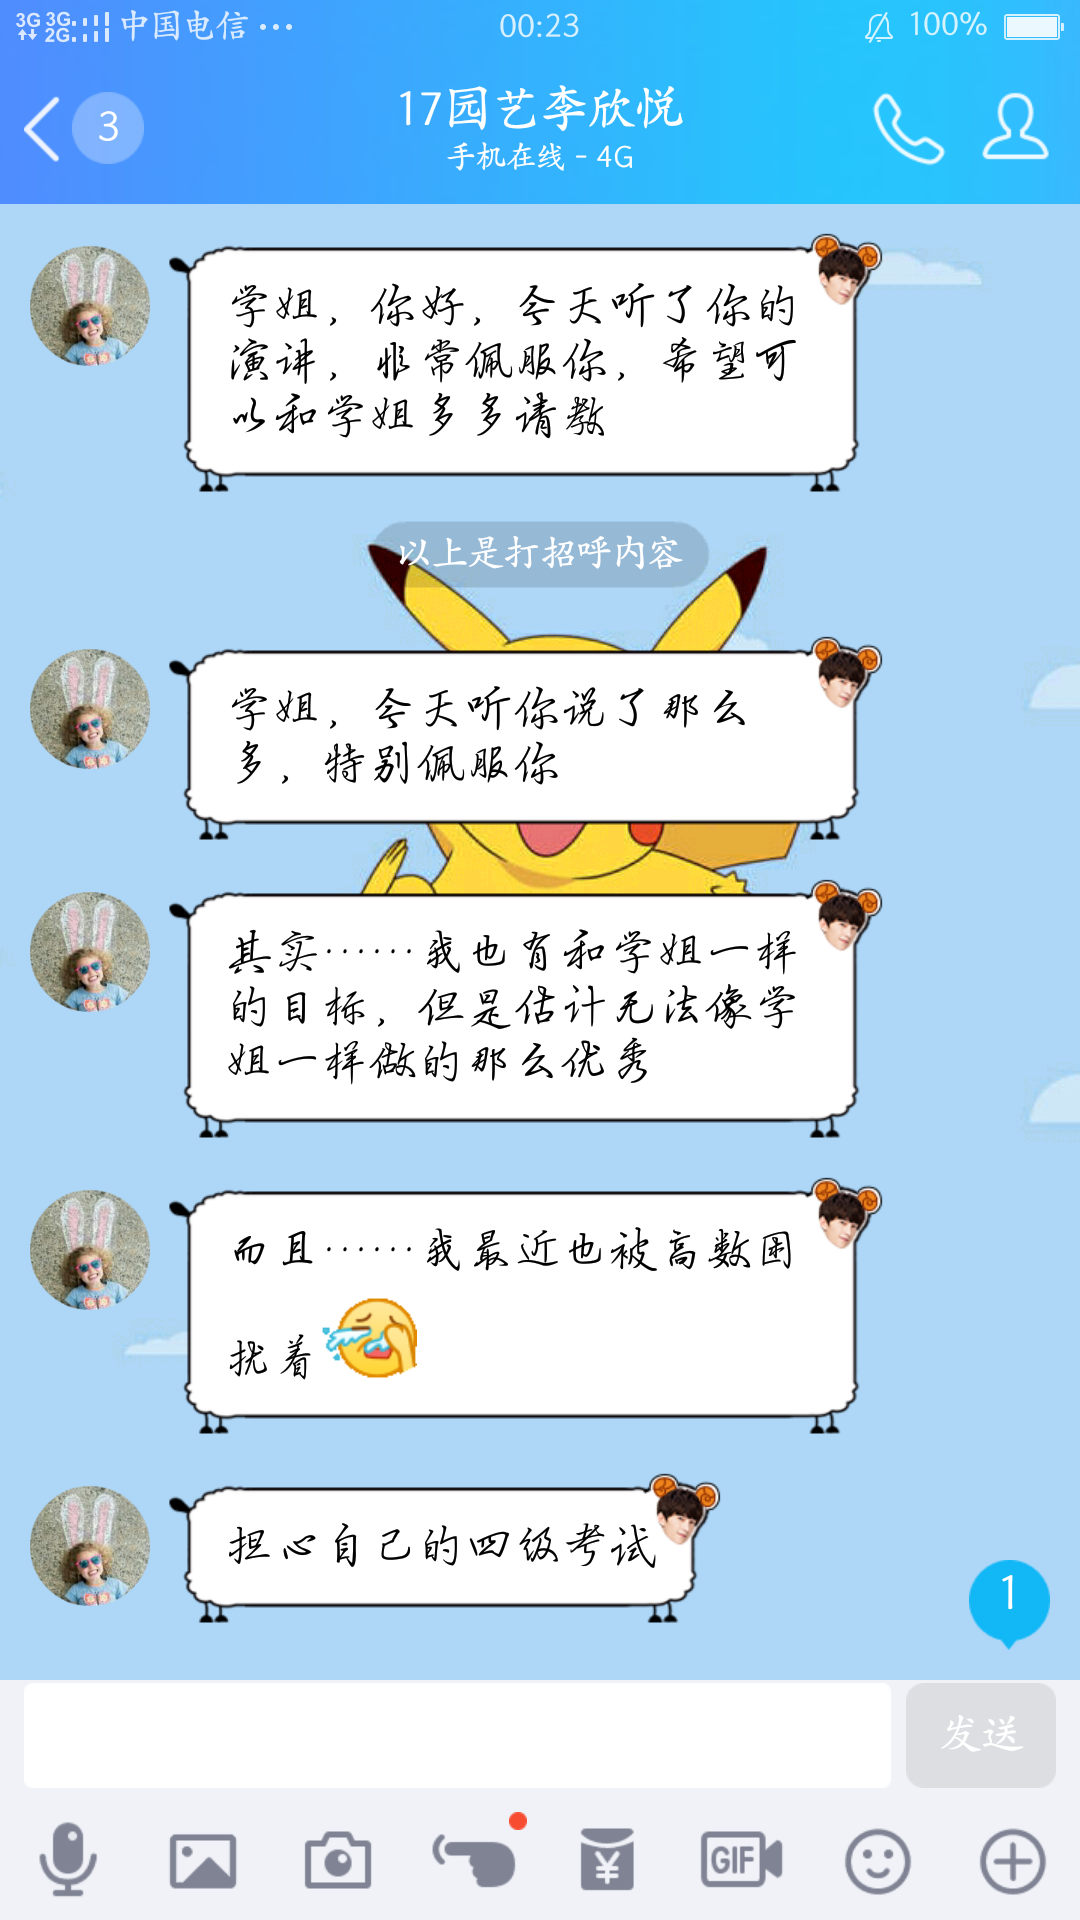 3G 3G 2G 中国电信 ··· 00:23 100%
3 17园艺李欣悦
手机在线 - 4G
学姐，你好，今天听了你的
演讲，非常佩服你，希望可
以和学姐多多请教
以上是打招呼内容
学姐，今天听你说了那么
多，特别佩服你
其实……我也有和学姐一样
的目标，但是估计无法像学
姐一样做的那么优秀
而且……我最近也被高数困
扰着
担心自己的四级考试
1
发送
GIF